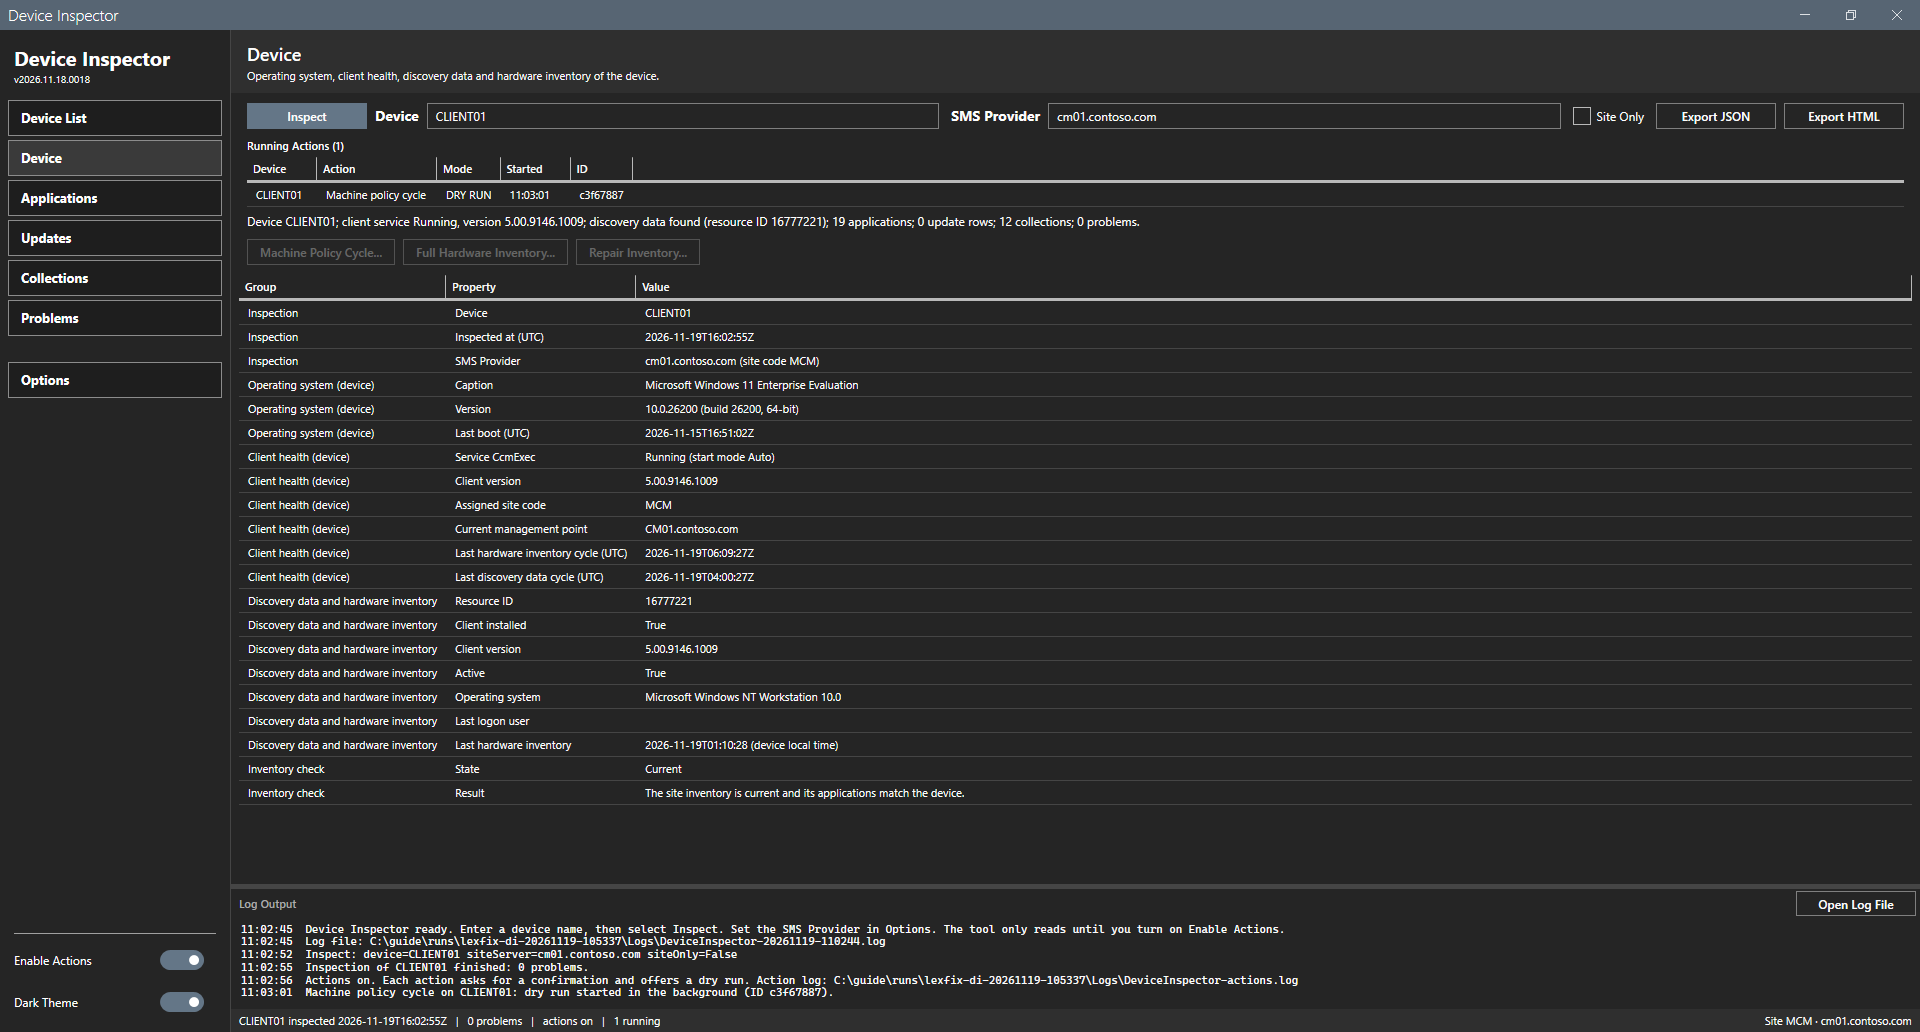 Device Inspector
Device Inspector
v2026.11.18.0018
Device List
Device
Applications
Updates
Collections
Problems
Options
Enable Actions
Dark Theme
Device
Operating system, client health, discovery data and hardware inventory of the device.
Inspect Device CLIENT01 SMS Provider cm01.contoso.com Site Only Export JSON Export HTML
Running Actions (1)
Device Action Mode Started ID
CLIENT01 Machine policy cycle DRY RUN 11:03:01 c3f67887
Device CLIENT01; client service Running, version 5.00.9146.1009; discovery data found (resource ID 16777221); 19 applications; 0 update rows; 12 collections; 0 problems.
Machine Policy Cycle... Full Hardware Inventory... Repair Inventory...
Group Property Value
Inspection Device CLIENT01
Inspection Inspected at (UTC) 2026-11-19T16:02:55Z
Inspection SMS Provider cm01.contoso.com (site code MCM)
Operating system (device) Caption Microsoft Windows 11 Enterprise Evaluation
Operating system (device) Version 10.0.26200 (build 26200, 64-bit)
Operating system (device) Last boot (UTC) 2026-11-15T16:51:02Z
Client health (device) Service CcmExec Running (start mode Auto)
Client health (device) Client version 5.00.9146.1009
Client health (device) Assigned site code MCM
Client health (device) Current management point CM01.contoso.com
Client health (device) Last hardware inventory cycle (UTC) 2026-11-19T06:09:27Z
Client health (device) Last discovery data cycle (UTC) 2026-11-19T04:00:27Z
Discovery data and hardware inventory Resource ID 16777221
Discovery data and hardware inventory Client installed True
Discovery data and hardware inventory Client version 5.00.9146.1009
Discovery data and hardware inventory Active True
Discovery data and hardware inventory Operating system Microsoft Windows NT Workstation 10.0
Discovery data and hardware inventory Last logon user
Discovery data and hardware inventory Last hardware inventory 2026-11-19T01:10:28 (device local time)
Inventory check State Current
Inventory check Result The site inventory is current and its applications match the device.
Log Output Open Log File
11:02:45 Device Inspector ready. Enter a device name, then select Inspect. Set the SMS Provider in Options. The tool only reads until you turn on Enable Actions.
11:02:45 Log file: C:\guide\runs\lexfix-di-20261119-105337\Logs\DeviceInspector-20261119-110244.log
11:02:52 Inspect: device=CLIENT01 siteServer=cm01.contoso.com siteOnly=False
11:02:55 Inspection of CLIENT01 finished: 0 problems.
11:02:56 Actions on. Each action asks for a confirmation and offers a dry run. Action log: C:\guide\runs\lexfix-di-20261119-105337\Logs\DeviceInspector-actions.log
11:03:01 Machine policy cycle on CLIENT01: dry run started in the background (ID c3f67887).
CLIENT01 inspected 2026-11-19T16:02:55Z | 0 problems | actions on | 1 running Site MCM · cm01.contoso.com